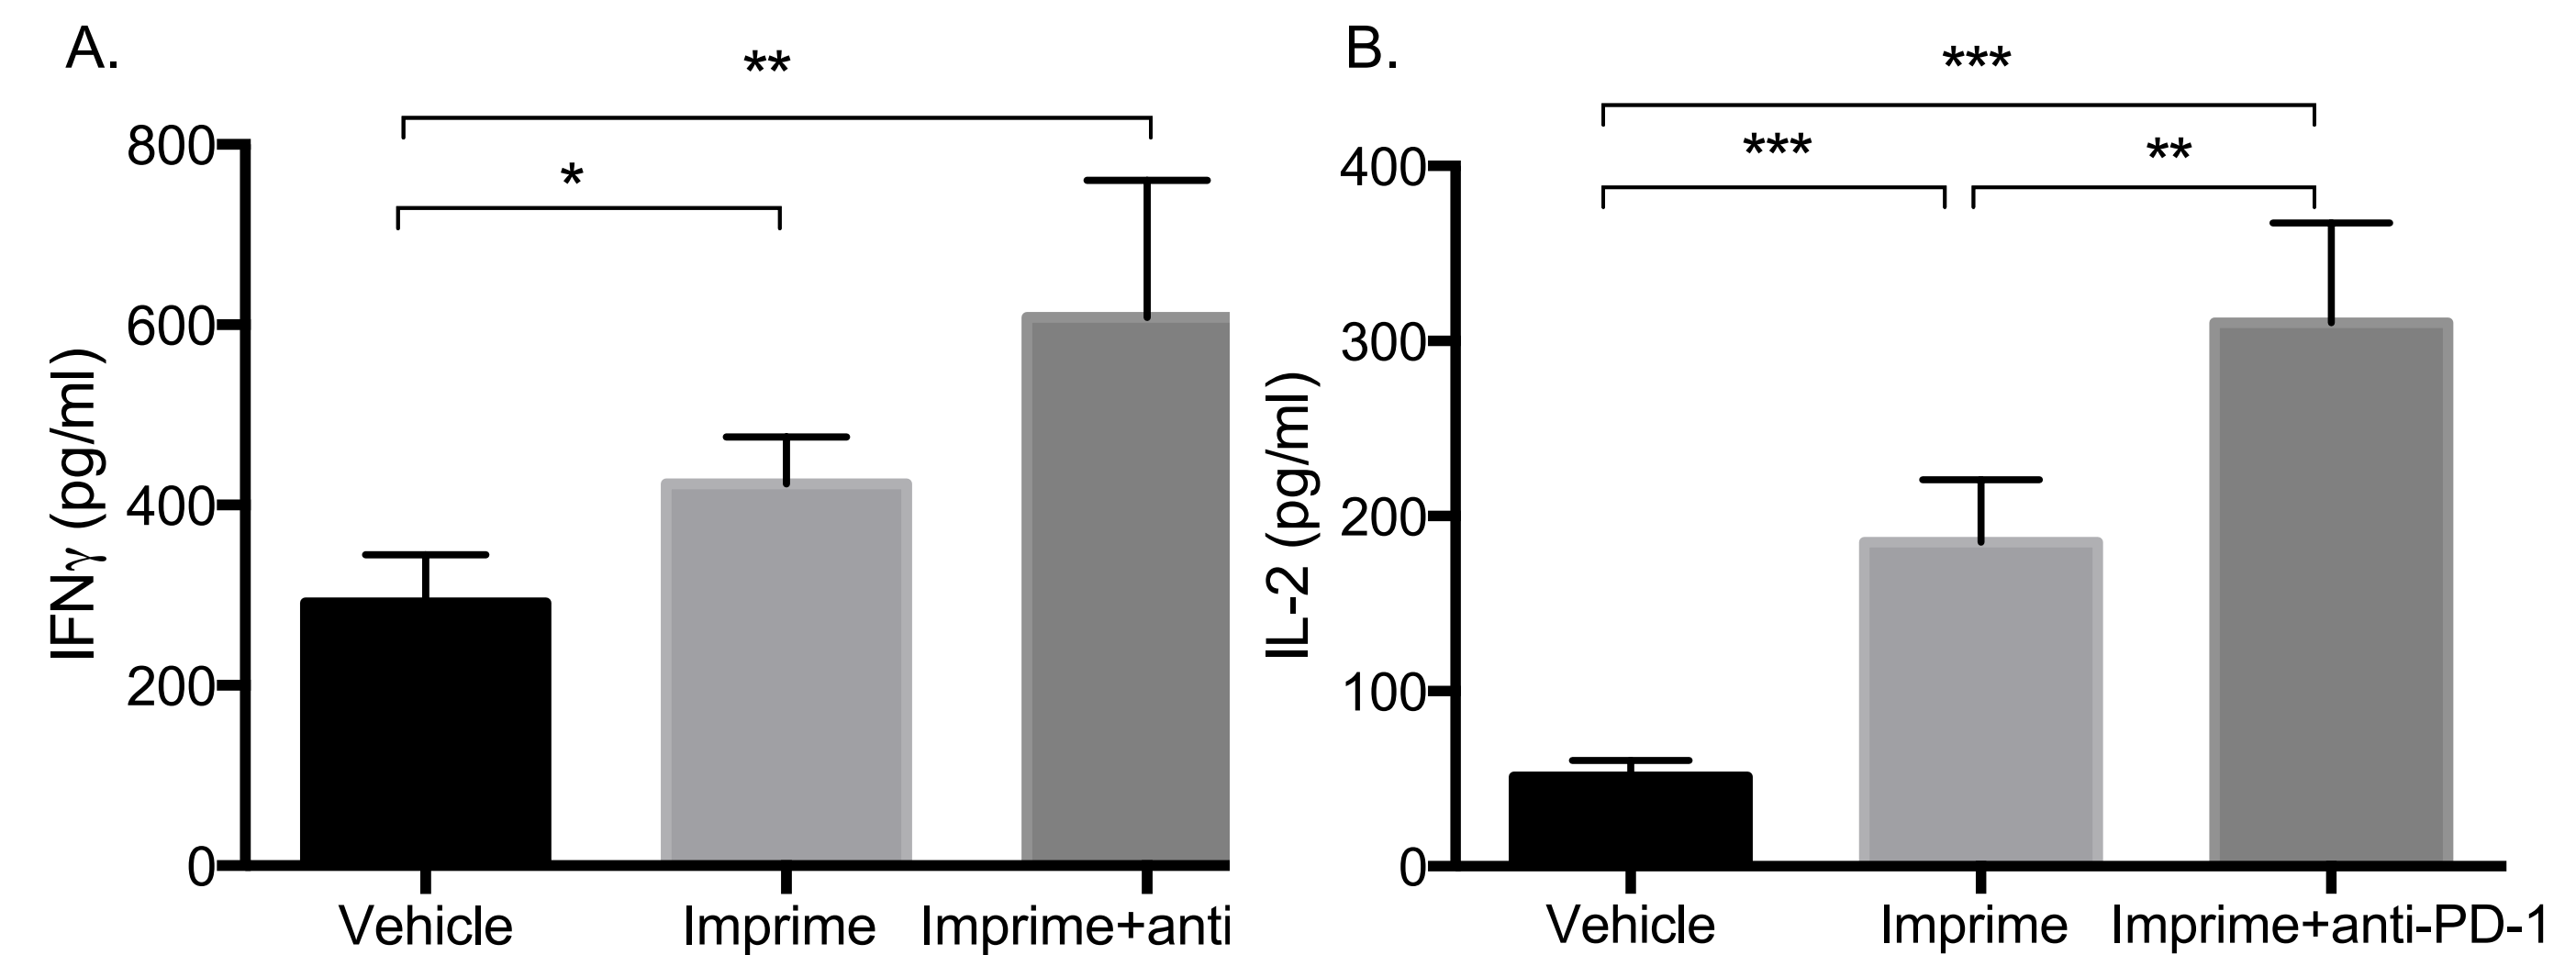 A.
**
*
800
600
400
200
0
IFNγ (pg/ml)
Vehicle
Imprime
Imprime+anti
B.
***
***
**
400
300
200
100
0
IL-2 (pg/ml)
Vehicle
Imprime
Imprime+anti-PD-1